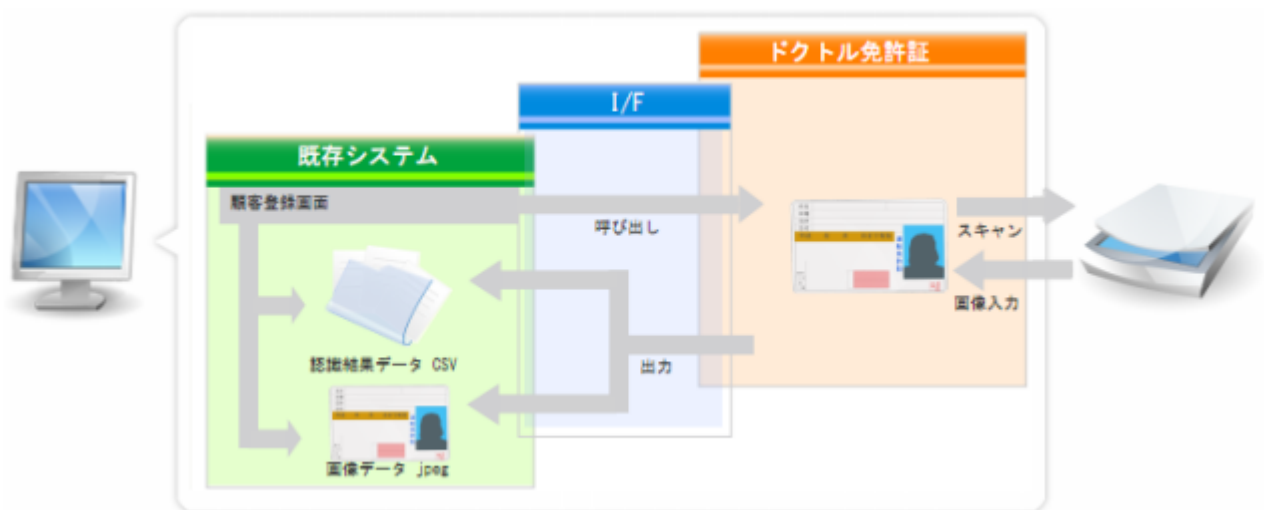 ドクトル免許証
I/F
既存システム
顧客登録画面
呼び出し
スキャン
画像入力
認識結果データ CSV
出力
画像データ jpeg